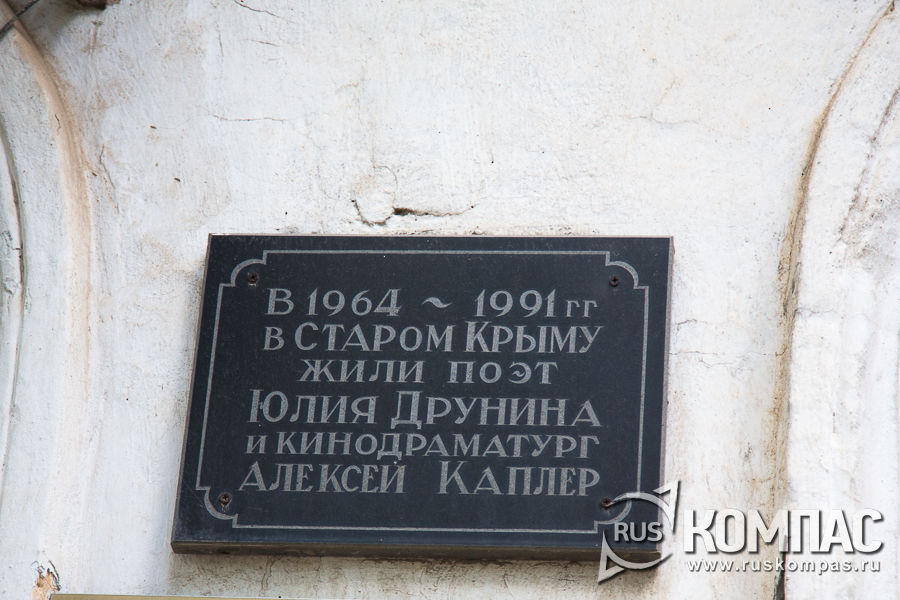 В 1964 ~ 1991 гг
в Старом Крыму
жили поэт
Юлия Друнина
и кинодраматург
Алексей Каплер
RUS КОМПАС
www.ruskompas.ru